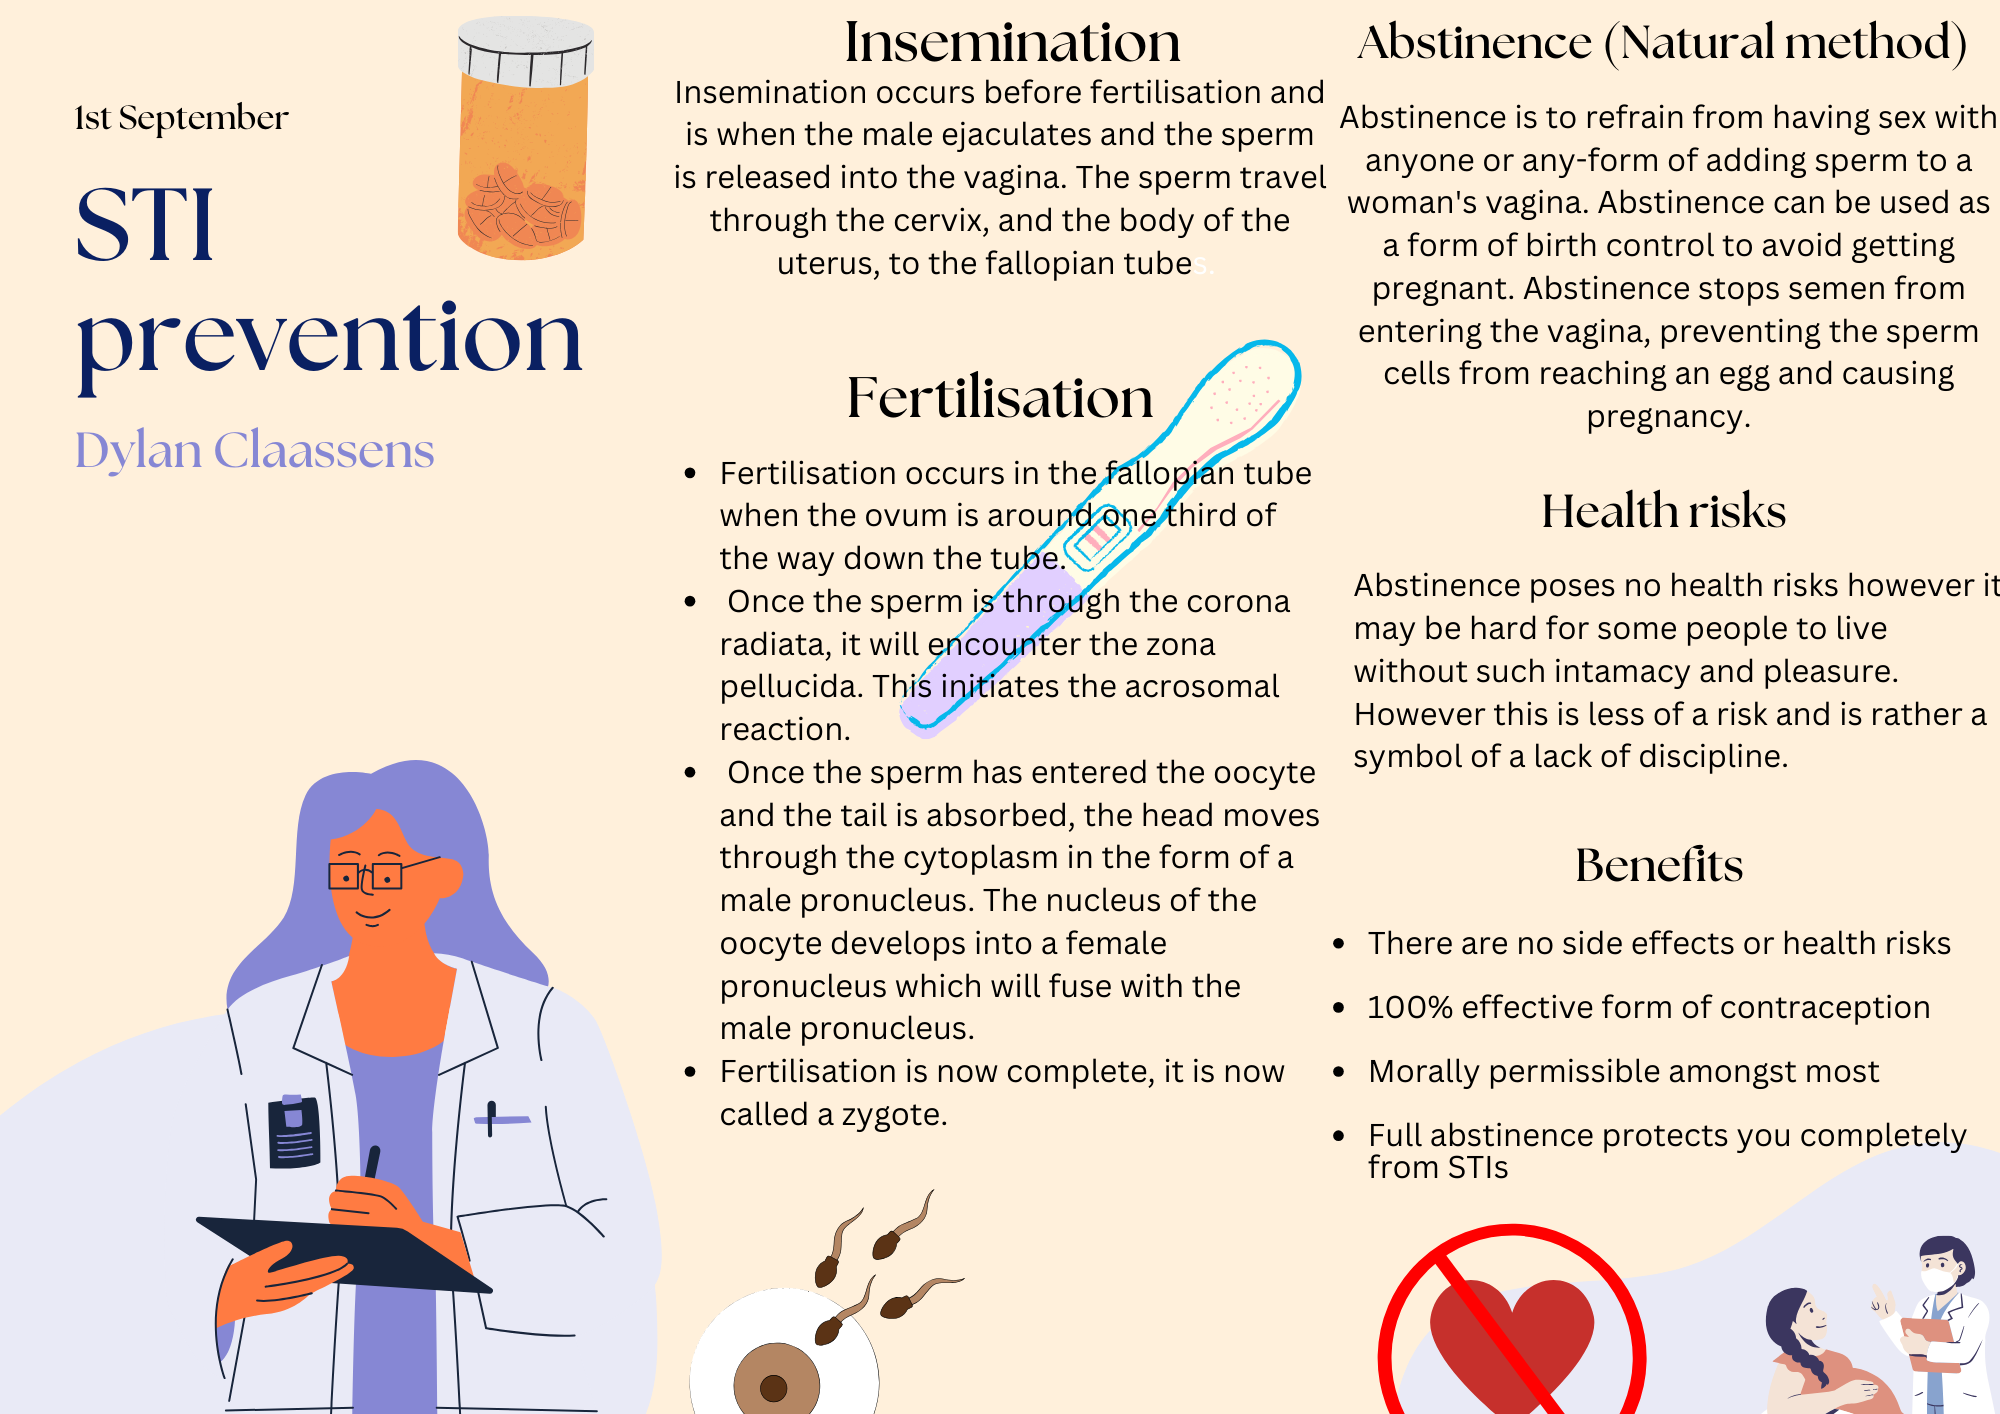 1st September
STI
prevention
Dylan Claassens
Insemination
Insemination occurs before fertilisation and
is when the male ejaculates and the sperm
is released into the vagina. The sperm travel
through the cervix, and the body of the
uterus, to the fallopian tubes.
Fertilisation
• Fertilisation occurs in the fallopian tube
when the ovum is around one third of
the way down the tube.
• Once the sperm is through the corona
radiata, it will encounter the zona
pellucida. This initiates the acrosomal
reaction.
• Once the sperm has entered the oocyte
and the tail is absorbed, the head moves
through the cytoplasm in the form of a
male pronucleus. The nucleus of the
oocyte develops into a female
pronucleus which will fuse with the
male pronucleus.
• Fertilisation is now complete, it is now
called a zygote.
Abstinence (Natural method)
Abstinence is to refrain from having sex with
anyone or any-form of adding sperm to a
woman's vagina. Abstinence can be used as
a form of birth control to avoid getting
pregnant. Abstinence stops semen from
entering the vagina, preventing the sperm
cells from reaching an egg and causing
pregnancy.
Health risks
Abstinence poses no health risks however it
may be hard for some people to live
without such intamacy and pleasure.
However this is less of a risk and is rather a
symbol of a lack of discipline.
Benefits
• There are no side effects or health risks
• 100% effective form of contraception
• Morally permissible amongst most
• Full abstinence protects you completely
from STIs